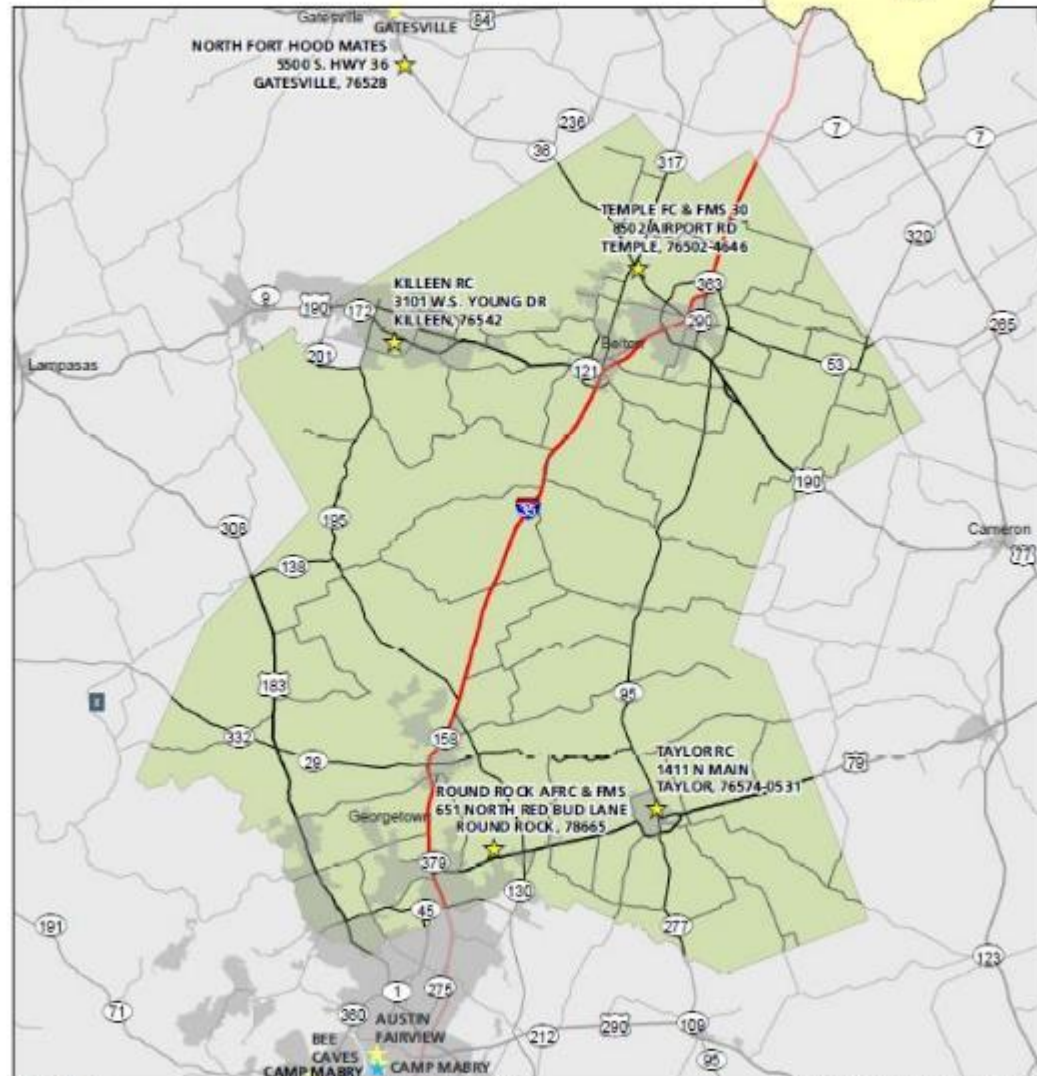 Gatesville
GATESVILLE
84
NORTH FORT HOOD MATES
5500 S. HWY 36
GATESVILLE, 76528
236
36
7
7
317
TEMPLE FC & FMS 30
8502 AIRPORT RD
TEMPLE, 76502-4646
320
363
KILLEEN RC
3101 W.S. YOUNG DR
KILLEEN, 76542
9
190
172
290
265
201
Belton
Lampasas
121
53
190
35
195
308
Cameron
77
138
183
95
332
158
29
TAYLOR RC
1411 N MAIN
TAYLOR, 76574-0531
79
ROUND ROCK AFRC & FMS
651 NORTH RED BUD LANE
ROUND ROCK, 78665
Georgetown
379
130
45
191
277
123
1
275
71
360
AUSTIN
FAIRVIEW
212
290
109
BEE
CAVES
95
CAMP MABRY
CAMP MABRY